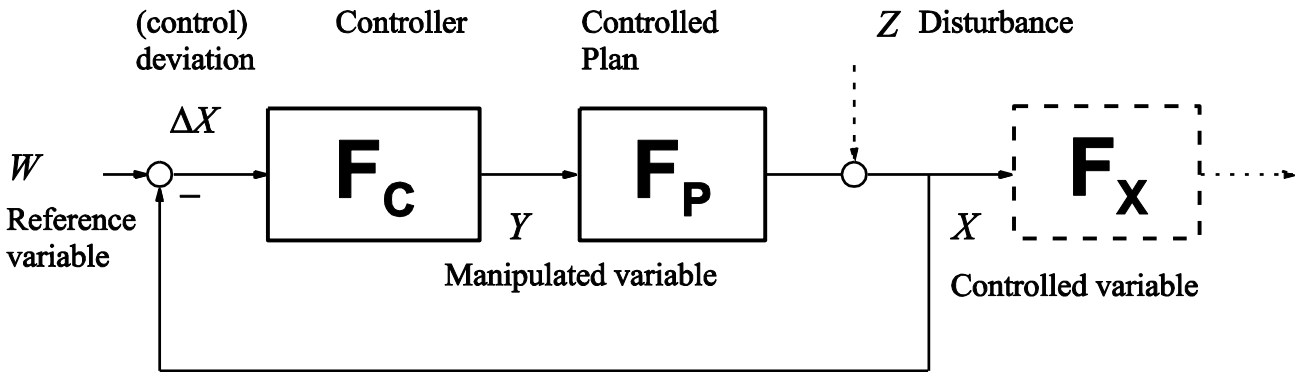 (control)
deviation
Controller
Controlled
Plan
Z Disturbance
ΔX
W
Reference
variable
−
F_C
Y
Manipulated variable
F_P
X
Controlled variable
F_X